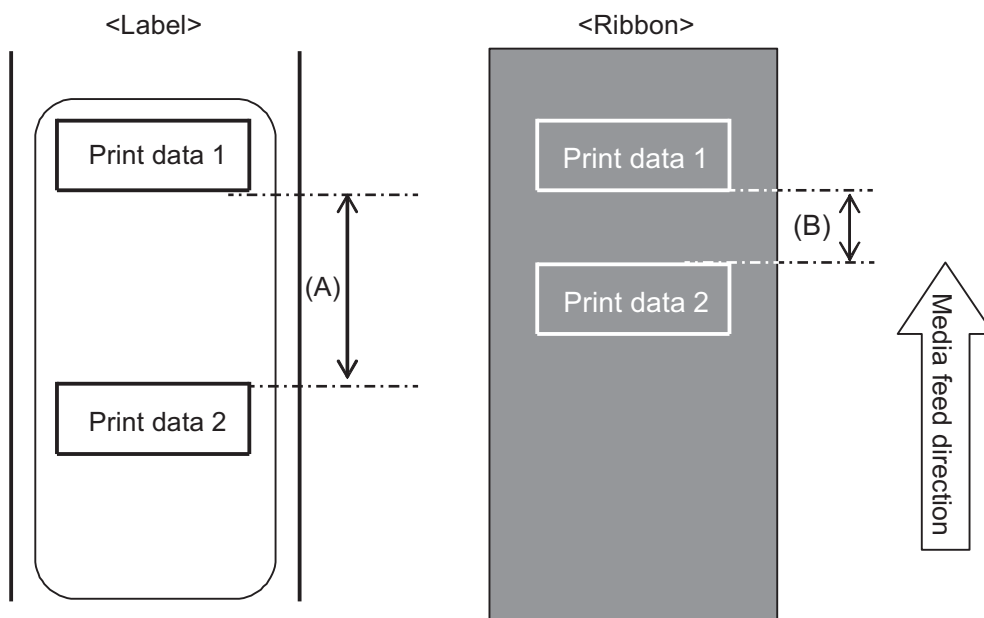 <Label>
Print data 1
(A)
Print data 2
<Ribbon>
Print data 1
(B)
Print data 2
Media feed direction